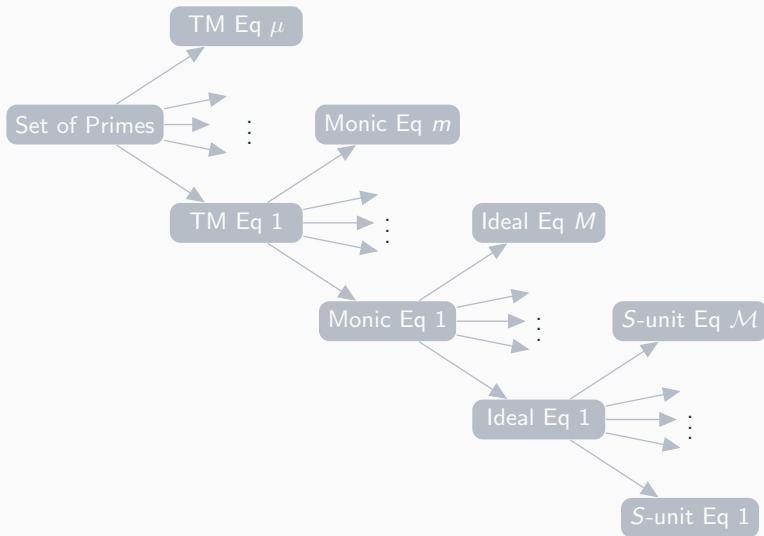 TM Eq μ
Set of Primes
⋮
Monic Eq m
TM Eq 1
⋮
Ideal Eq M
Monic Eq 1
⋮
S-unit Eq ℳ
Ideal Eq 1
⋮
S-unit Eq 1